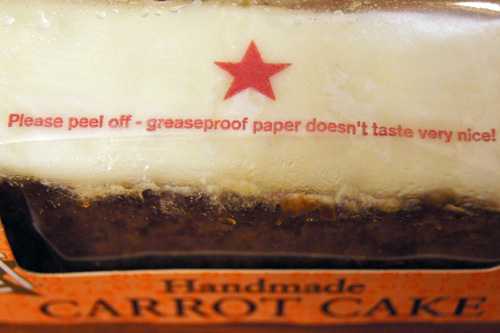 Please peel off - greaseproof paper doesn't taste very nice!
Handmade
CARROT CAKE